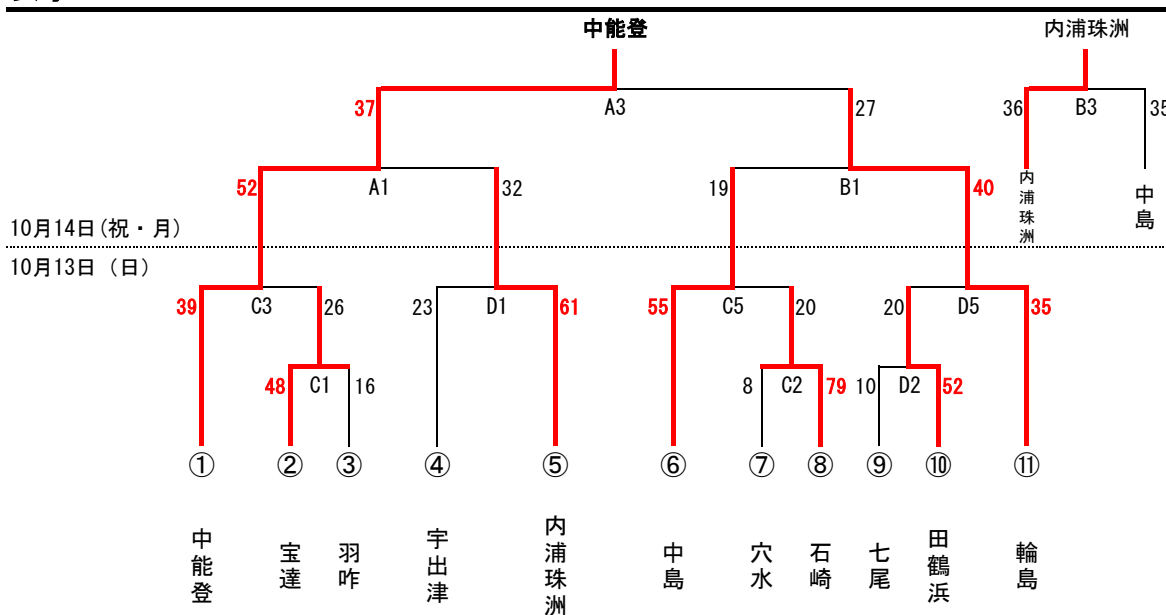 中能登 内浦珠洲
37 A3 27 36 B3 35
52 A1 32 19 B1 40 内浦珠洲 中島
10月14日(祝・月)
10月13日（日）
39 C3 26 23 D1 61 55 C5 20 20 D5 35
48 C1 16 8 C2 79 10 D2 52
① ② ③ ④ ⑤ ⑥ ⑦ ⑧ ⑨ ⑩ ⑪
中能登 宝達 羽咋 宇出津 内浦珠洲 中島 穴水 石崎 七尾 田鶴浜 輪島